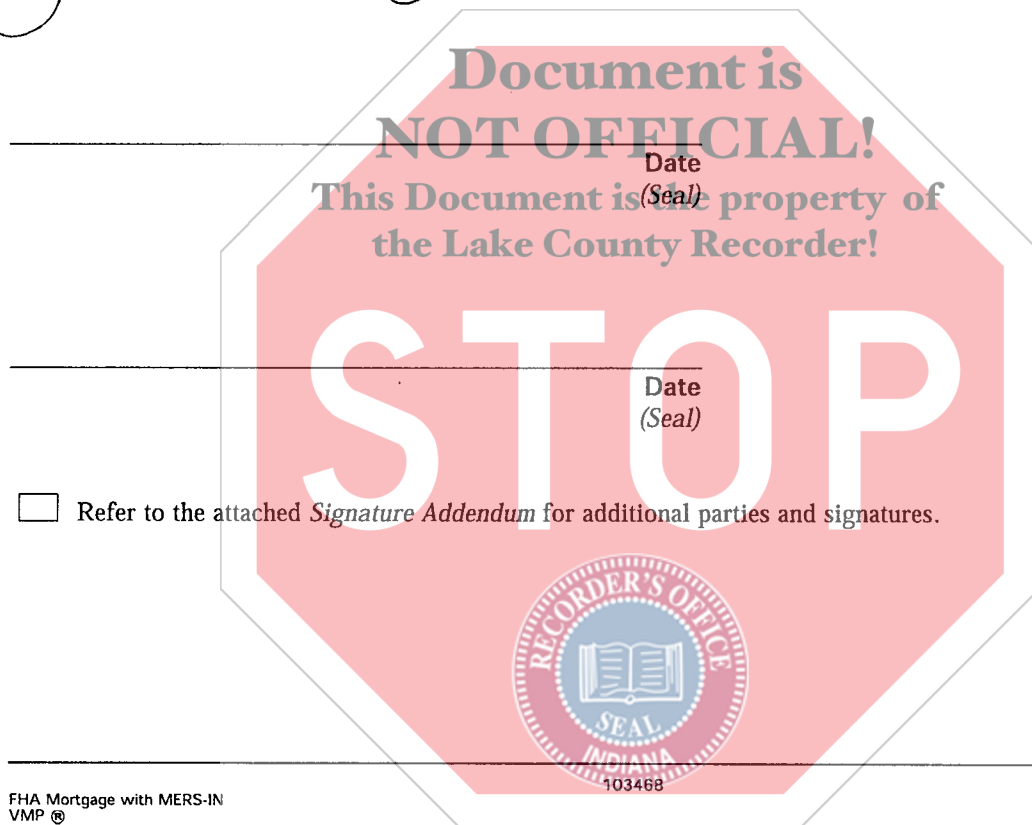 Document is
NOT OFFICIAL!
Date
This Document is the property of
(Seal)
the Lake County Recorder!
STOP
Date
(Seal)
Refer to the attached Signature Addendum for additional parties and signatures.
RECORDER'S OFFICE
SEAL
INDIANA
103468
FHA Mortgage with MERS-IN
VMP ®